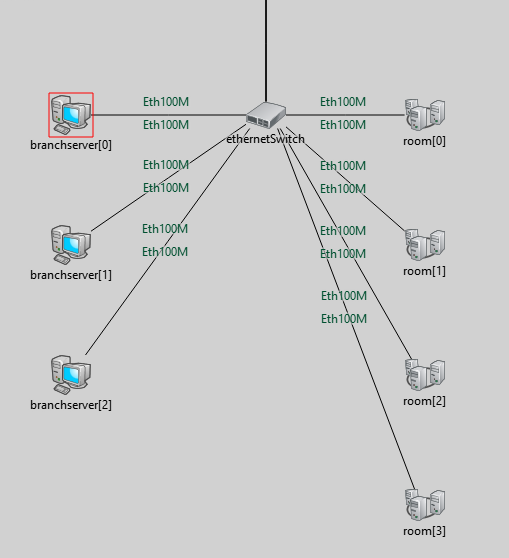 Eth100M
Eth100M
Eth100M
Eth100M
branchserver[0]
ethernetSwitch
room[0]
Eth100M
Eth100M
Eth100M
Eth100M
Eth100M
Eth100M
Eth100M
Eth100M
branchserver[1]
room[1]
Eth100M
Eth100M
branchserver[2]
room[2]
room[3]